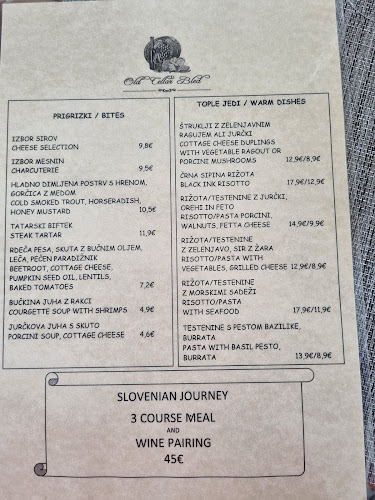 Old Cellar Bled
PRIGRIZKI / BITES
IZBOR SIROV
CHEESE SELECTION 9,8€
IZBOR MESNIN
CHARCUTERIE 9,5€
HLADNO DIMLJENA POSTRV S HRENOM,
GORČICA Z MEDOM
COLD SMOKED TROUT, HORSERADISH,
HONEY MUSTARD 10,5€
TATARSKI BIFTEK
STEAK TARTAR 11,9€
RDEČA PESA, SKUTA Z BUČNIM OLJEM,
LEČA, PEČEN PARADIŽNIK
BEETROOT, COTTAGE CHEESE,
PUMPKIN SEED OIL, LENTILS,
BAKED TOMATOES 7,2€
BUČKINA JUHA Z RAKCI
COURGETTE SOUP WITH SHRIMPS 4,9€
JURČKOVA JUHA S SKUTO
PORCINI SOUP, COTTAGE CHEESE 4,6€
TOPLE JEDI / WARM DISHES
ŠTRUKLJI Z ZELENJAVNIM
RAGUJEM ALI JURČKI
COTTAGE CHEESE DUPLINGS
WITH VEGETABLE RAGOUT OR
PORCINI MUSHROOMS 12,9€/8,9€
ČRNA SIPINA RIŽOTA
BLACK INK RISOTTO 17,9€/12,9€
RIŽOTA/TESTENINE Z JURČKI,
OREHI IN FETO
RISOTTO/PASTA PORCINI,
WALNUTS, FETTA CHEESE 14,9€/9,9€
RIŽOTA/TESTENINE
Z ZELENJAVO, SIR Z ŽARA
RISOTTO/PASTA WITH
VEGETABLES, GRILLED CHEESE 12,9€/8,9€
RIŽOTA/TESTENINE
Z MORSKIMI SADEŽI
RISOTTO/PASTA
WITH SEAFOOD 17,9€/11,9€
TESTENINE S PESTOM BAZILIKE,
BURRATA
PASTA WITH BASIL PESTO,
BURRATA 13,9€/8,9€
SLOVENIAN JOURNEY
3 COURSE MEAL
AND
WINE PAIRING
45€